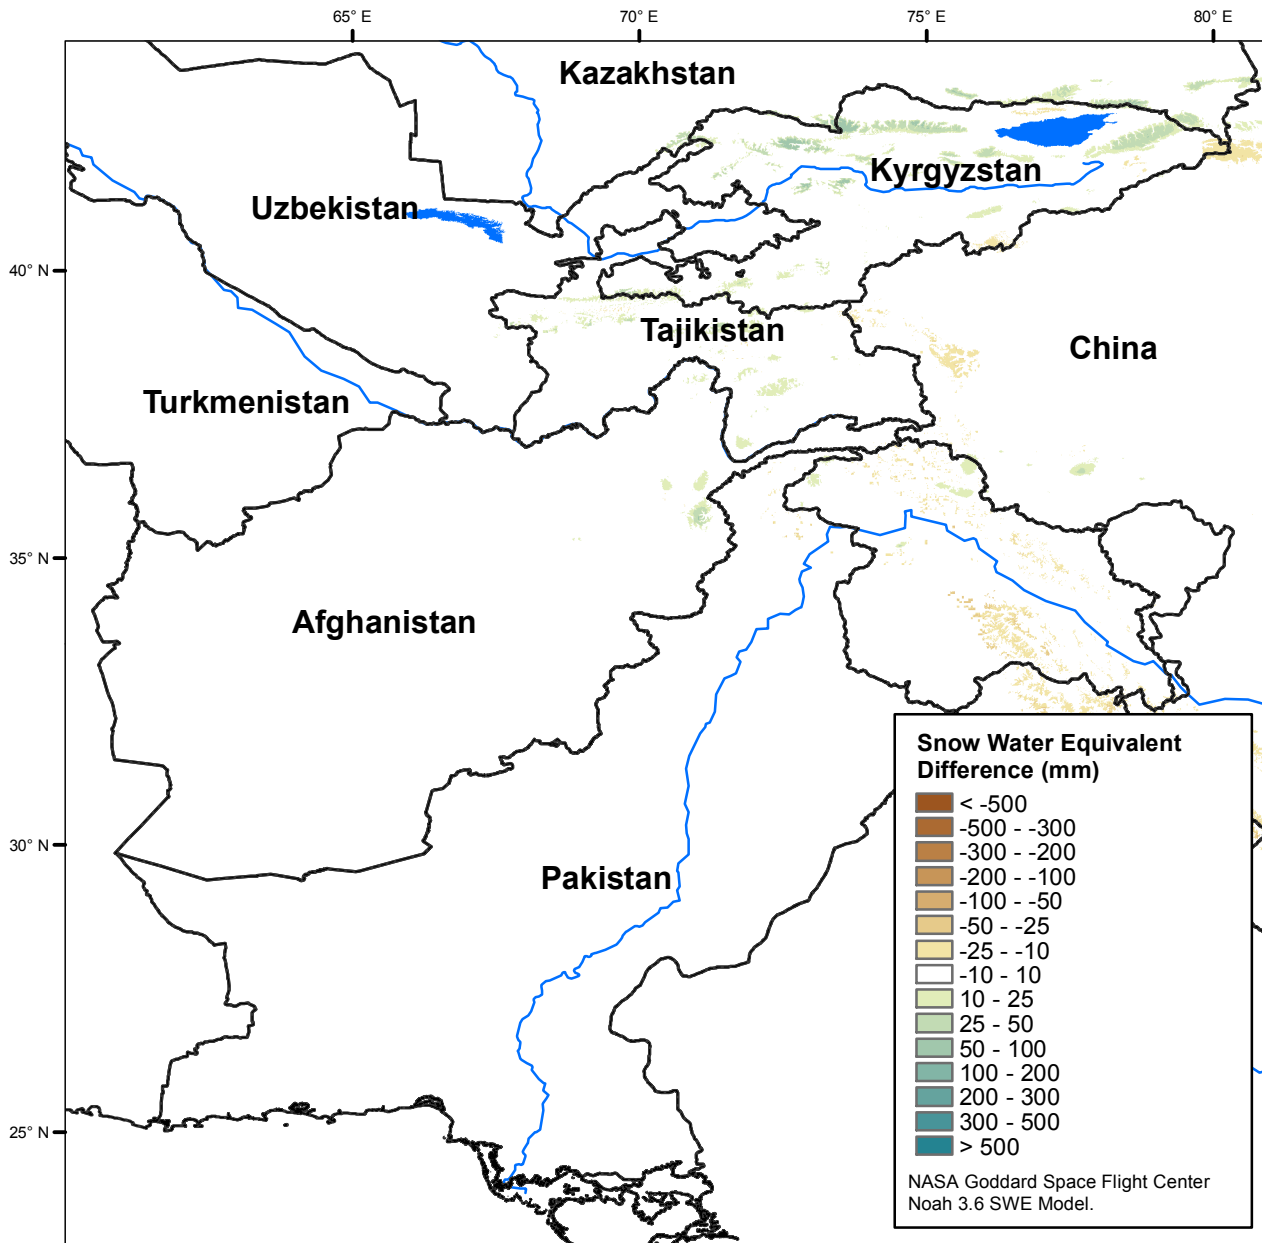 65° E
70° E
75° E
80° E
Kazakhstan
Kyrgyzstan
Uzbekistan
40° N
Tajikistan
China
Turkmenistan
35° N
Afghanistan
30° N
Pakistan
25° N
Snow Water Equivalent
Difference (mm)
< -500
-500 - -300
-300 - -200
-200 - -100
-100 - -50
-50 - -25
-25 - -10
-10 - 10
10 - 25
25 - 50
50 - 100
100 - 200
200 - 300
300 - 500
> 500
NASA Goddard Space Flight Center
Noah 3.6 SWE Model.